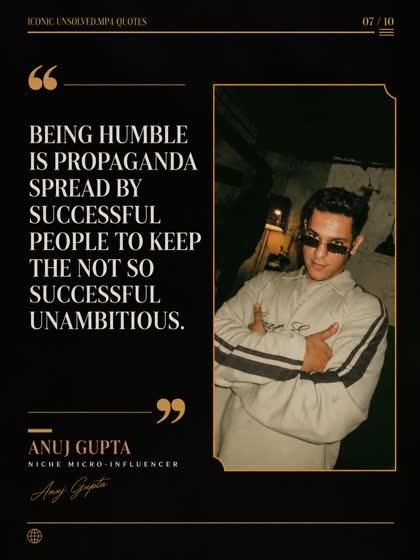 ICONIC UNSOLVED.MP4 QUOTES
07 / 10
“
BEING HUMBLE
IS PROPAGANDA
SPREAD BY
SUCCESSFUL
PEOPLE TO KEEP
THE NOT SO
SUCCESSFUL
UNAMBITIOUS.
”
ANUJ GUPTA
NICHE MICRO-INFLUENCER
Anuj Gupta